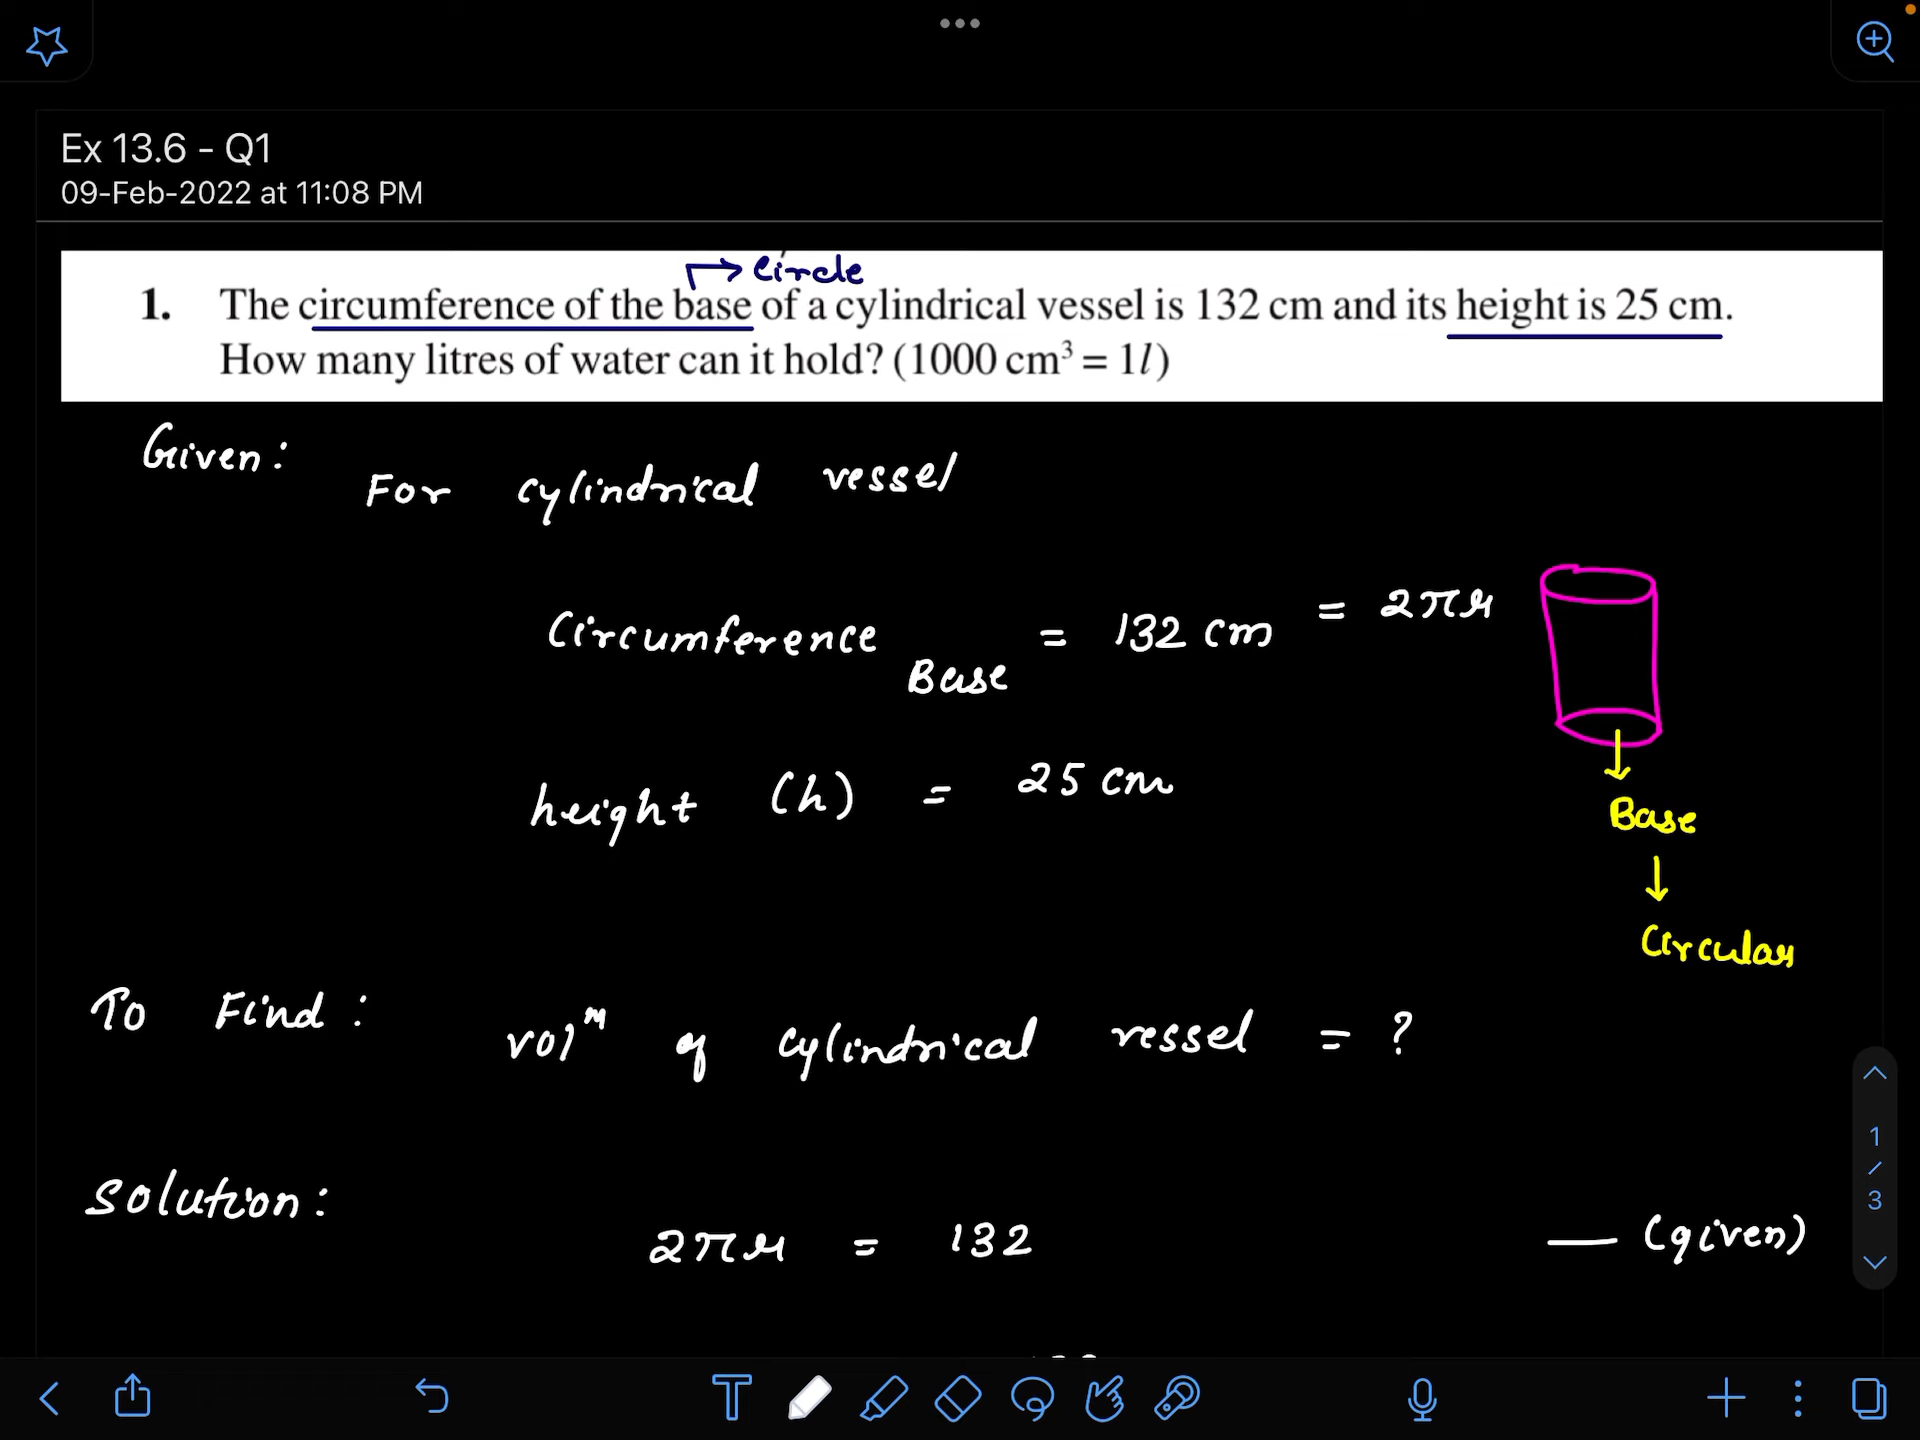 Ex 13.6 - Q1
09-Feb-2022 at 11:08 PM
→ Circle
1. The circumference of the base of a cylindrical vessel is 132 cm and its height is 25 cm.
How many litres of water can it hold? (1000 cm³ = 1l)
Given:
For cylindrical vessel
Circumference Base = 132 cm = 2πr
height (h) = 25 cm
↓
Base
↓
Circular
To Find:
volᵐ of cylindrical vessel = ?
Solution:
2πr = 132 — (given)
1
/
3
T